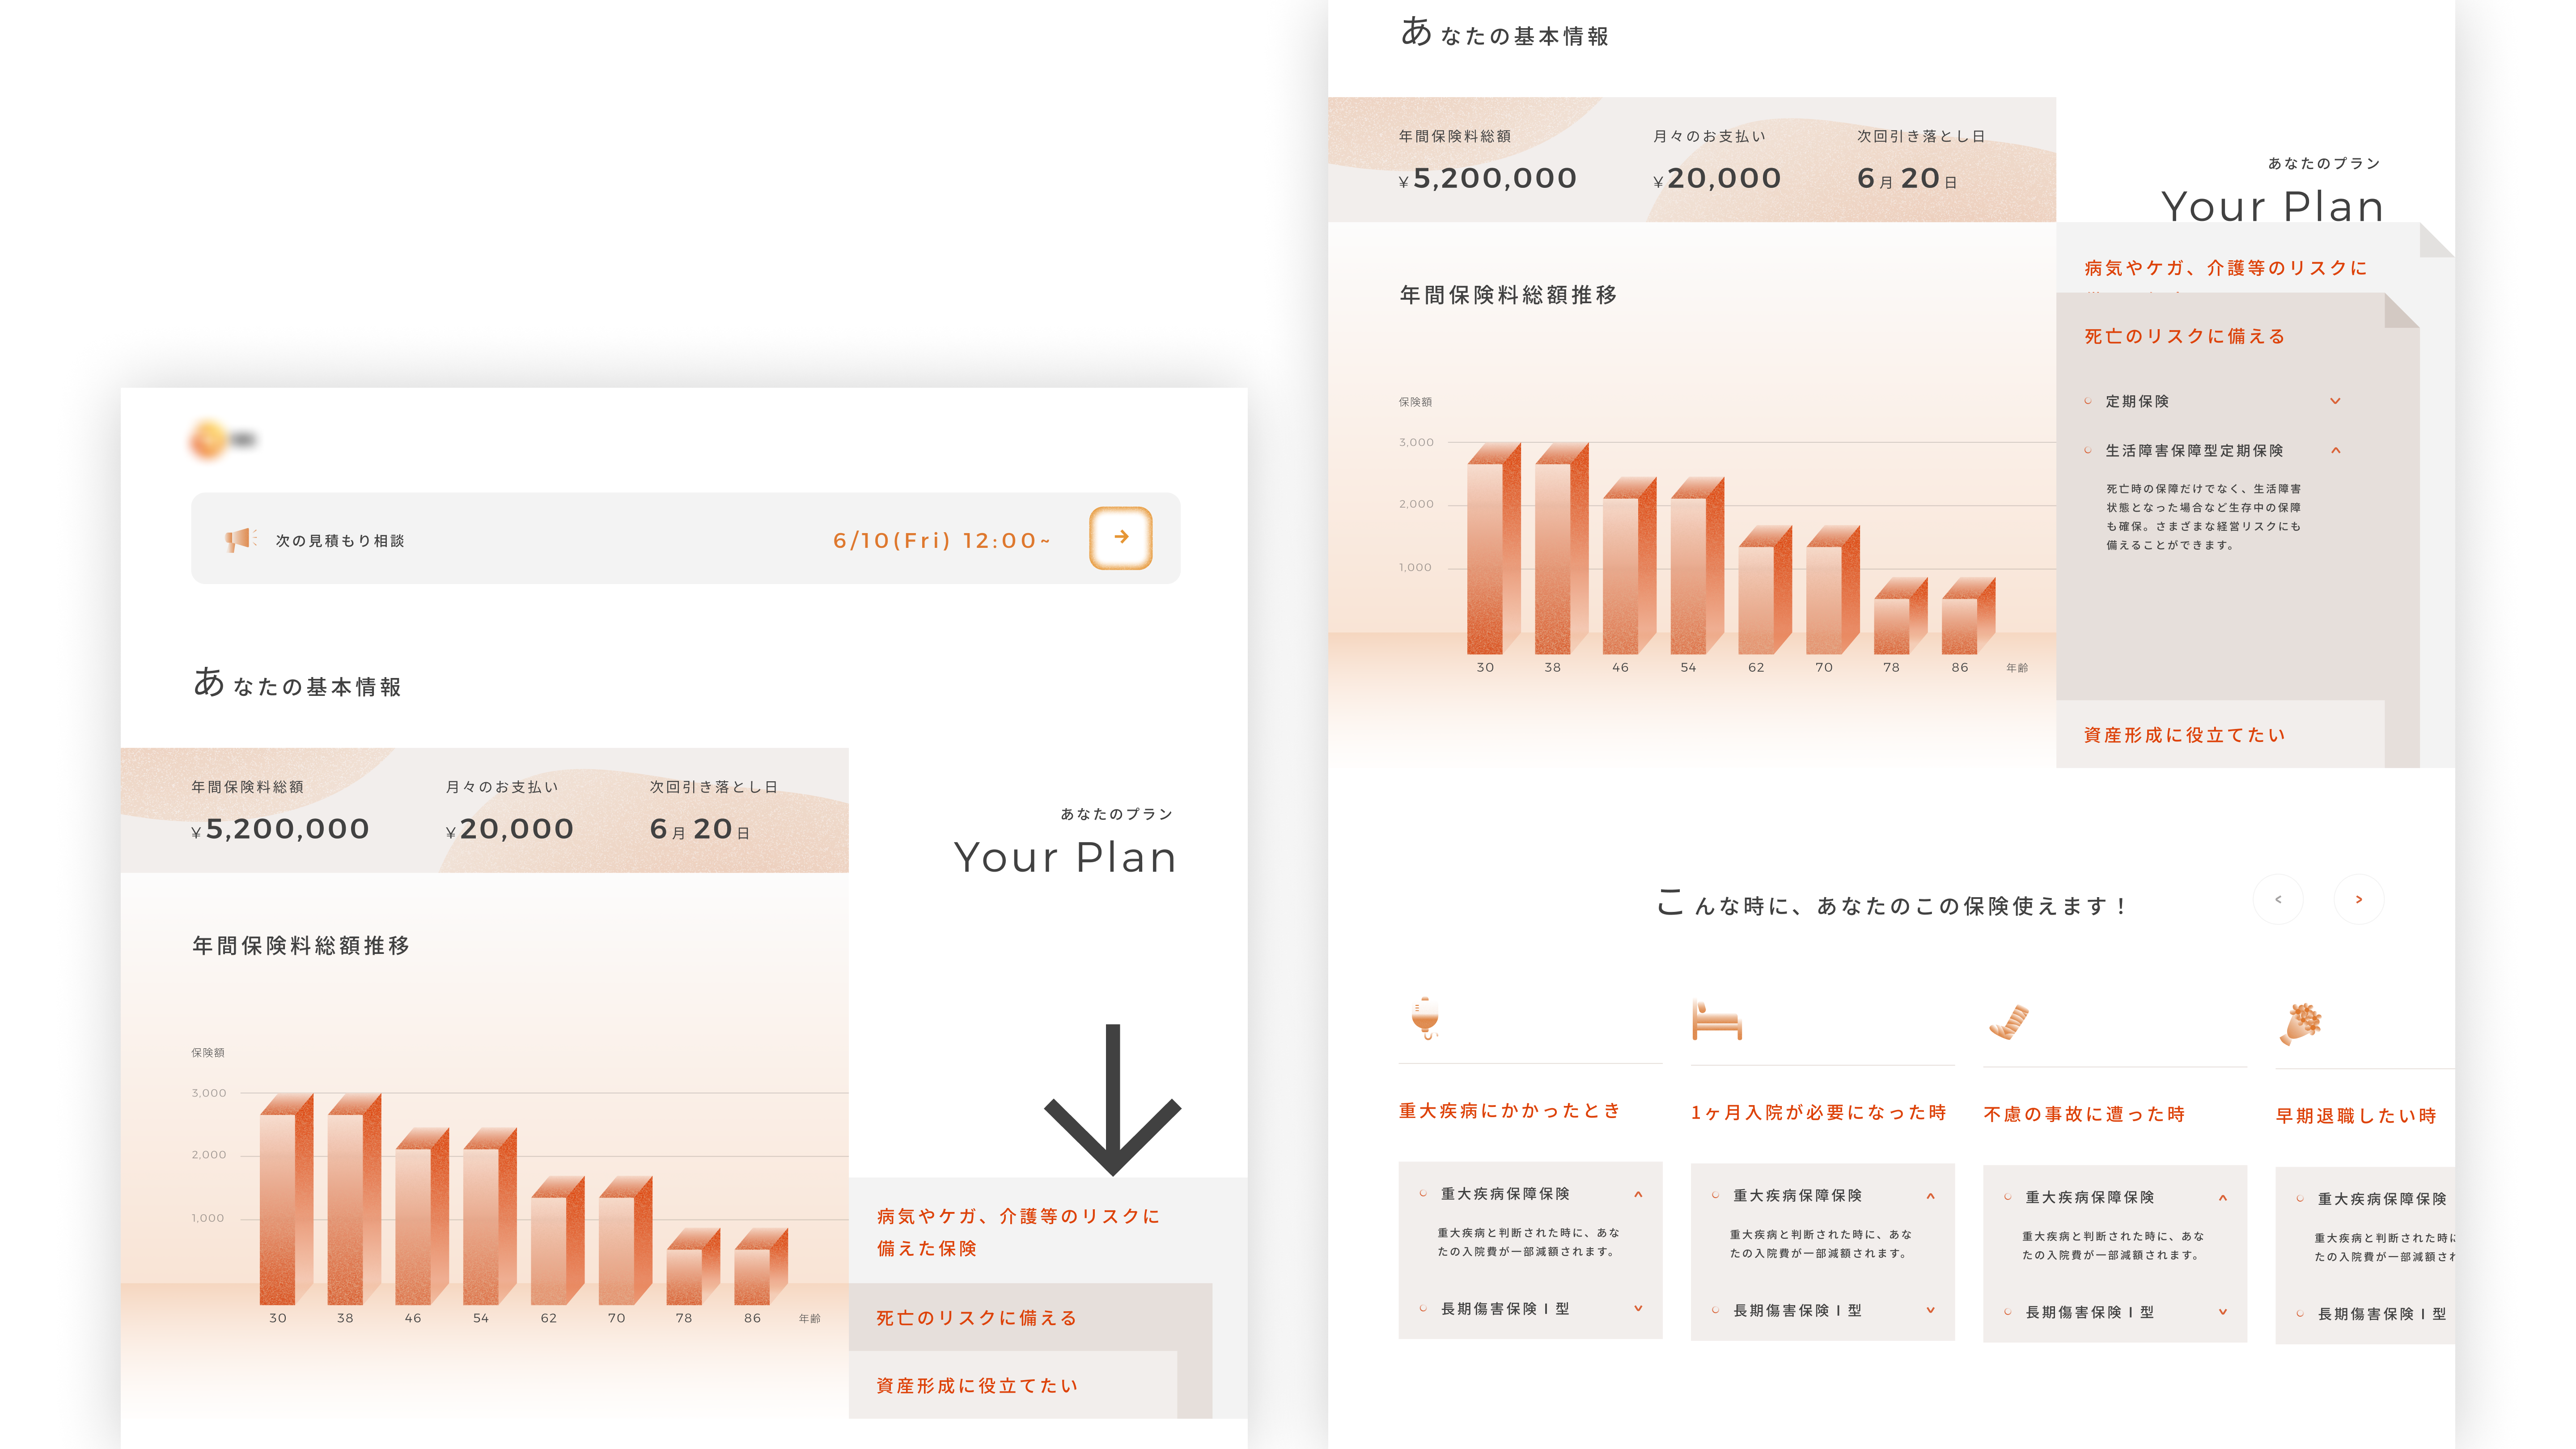 次の見積もり相談
6/10(Fri) 12:00~
あなたの基本情報
年間保険料総額
¥5,200,000
月々のお支払い
¥20,000
次回引き落とし日
6月20日
あなたのプラン
Your Plan
年間保険料総額推移
保険額
3,000
2,000
1,000
30 38 46 54 62 70 78 86 年齢
病気やケガ、介護等のリスクに
備えた保険
死亡のリスクに備える
資産形成に役立てたい
あなたの基本情報
年間保険料総額
¥5,200,000
月々のお支払い
¥20,000
次回引き落とし日
6月20日
あなたのプラン
Your Plan
年間保険料総額推移
保険額
3,000
2,000
1,000
30 38 46 54 62 70 78 86 年齢
病気やケガ、介護等のリスクに
死亡のリスクに備える
定期保険
生活障害保障型定期保険
死亡時の保障だけでなく、生活障害
状態となった場合など生存中の保障
も確保。さまざまな経営リスクにも
備えることができます。
資産形成に役立てたい
こんな時に、あなたのこの保険使えます！
重大疾病にかかったとき
重大疾病保障保険
重大疾病と判断された時に、あな
たの入院費が一部減額されます。
長期傷害保険Ⅰ型
1ヶ月入院が必要になった時
重大疾病保障保険
重大疾病と判断された時に、あな
たの入院費が一部減額されます。
長期傷害保険Ⅰ型
不慮の事故に遭った時
重大疾病保障保険
重大疾病と判断された時に、あな
たの入院費が一部減額されます。
長期傷害保険Ⅰ型
早期退職したい時
重大疾病保障保険
重大疾病と判断された時に
たの入院費が一部減額され
長期傷害保険Ⅰ型